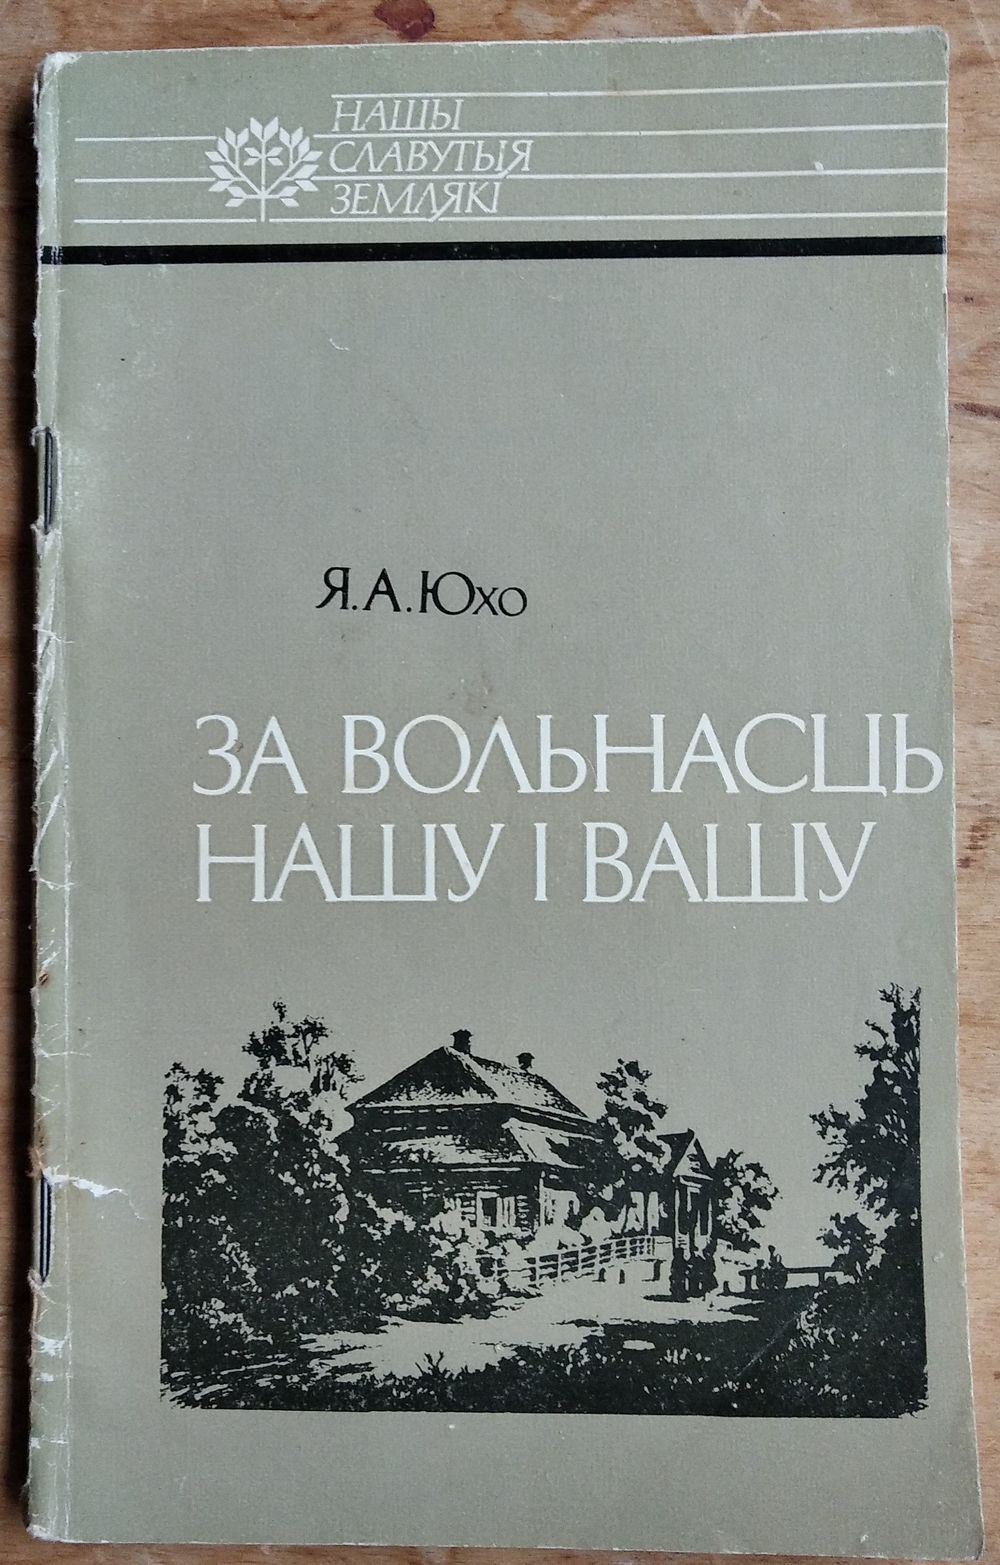 НАШЫ
СЛАВУТЫЯ
ЗЕМЛЯКІ
Я.А.Юхо
ЗА ВОЛЬНАСЦЬ
НАШУ І ВАШУ